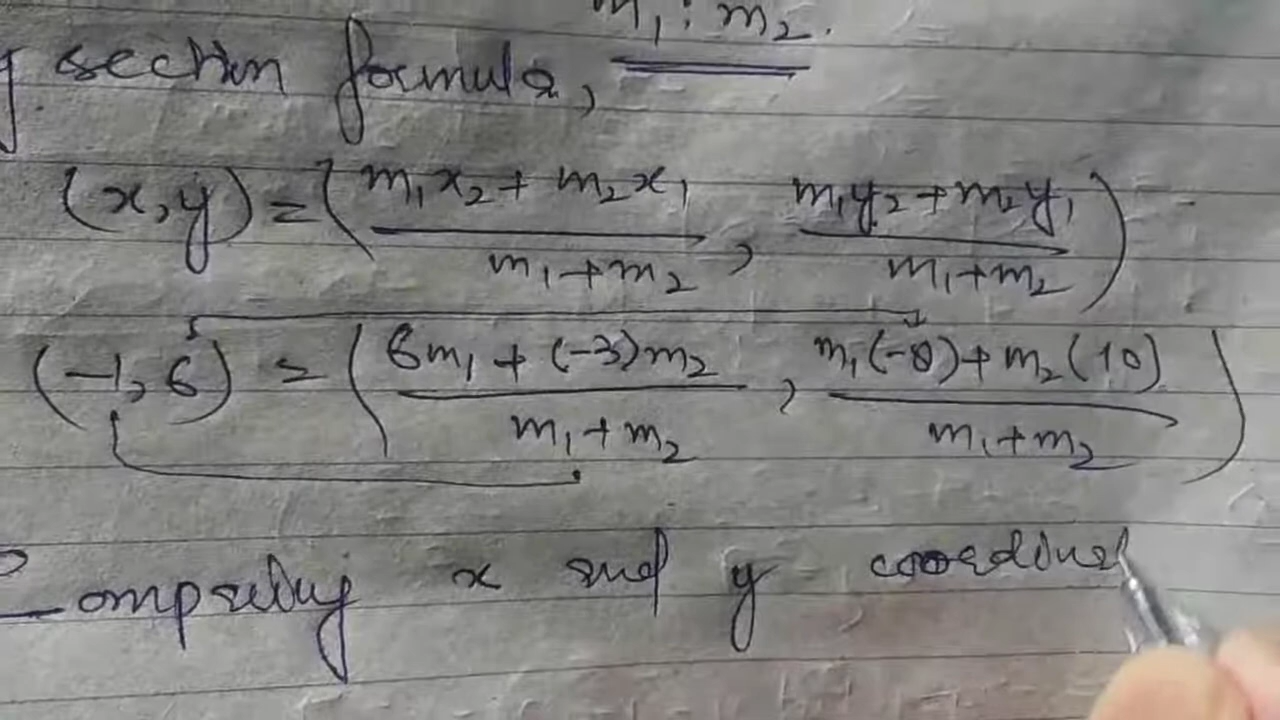 m₁ : m₂.
y section formula,
(x,y) = (m₁x₂ + m₂x₁ / m₁+m₂ , m₁y₂+m₂y₁ / m₁+m₂)
(-1, 6) = (6m₁ + (-3)m₂ / m₁+m₂ , m₁(-8)+m₂(10) / m₁+m₂)
Comparing x and y coordinat